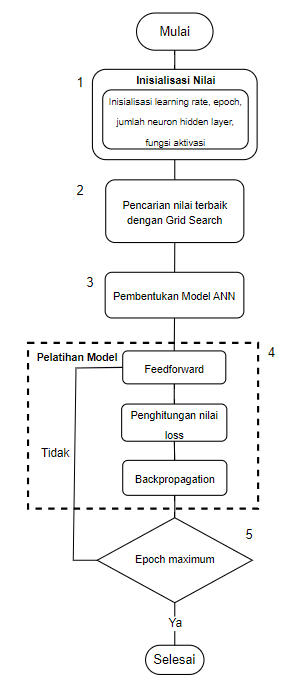 Mulai
1
Inisialisasi Nilai
Inisialisasi learning rate, epoch,
jumlah neuron hidden layer,
fungsi aktivasi
2
Pencarian nilai terbaik
dengan Grid Search
3
Pembentukan Model ANN
4
Pelatihan Model
Feedforward
Penghitungan nilai
loss
Tidak
Backpropagation
5
Epoch maximum
Ya
Selesai